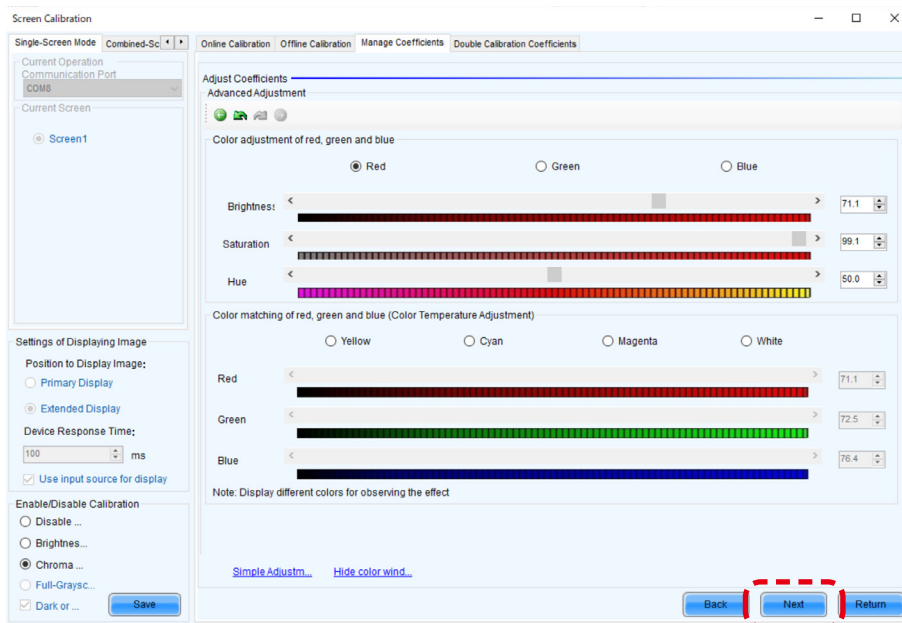 Screen Calibration
Single-Screen Mode Combined-Sc
Online Calibration Offline Calibration Manage Coefficients Double Calibration Coefficients
Current Operation
Communication Port
COM8
Current Screen
Screen1
Settings of Displaying Image
Position to Display Image:
Primary Display
Extended Display
Device Response Time:
100 ms
Use input source for display
Enable/Disable Calibration
Disable ...
Brightnes...
Chroma ...
Full-Graysc...
Dark or ... Save
Adjust Coefficients
Advanced Adjustment
Color adjustment of red, green and blue
Red Green Blue
Brightness 71.1
Saturation 99.1
Hue 50.0
Color matching of red, green and blue (Color Temperature Adjustment)
Yellow Cyan Magenta White
Red 71.1
Green 72.5
Blue 76.4
Note: Display different colors for observing the effect
Simple Adjustm... Hide color wind...
Back Next Return